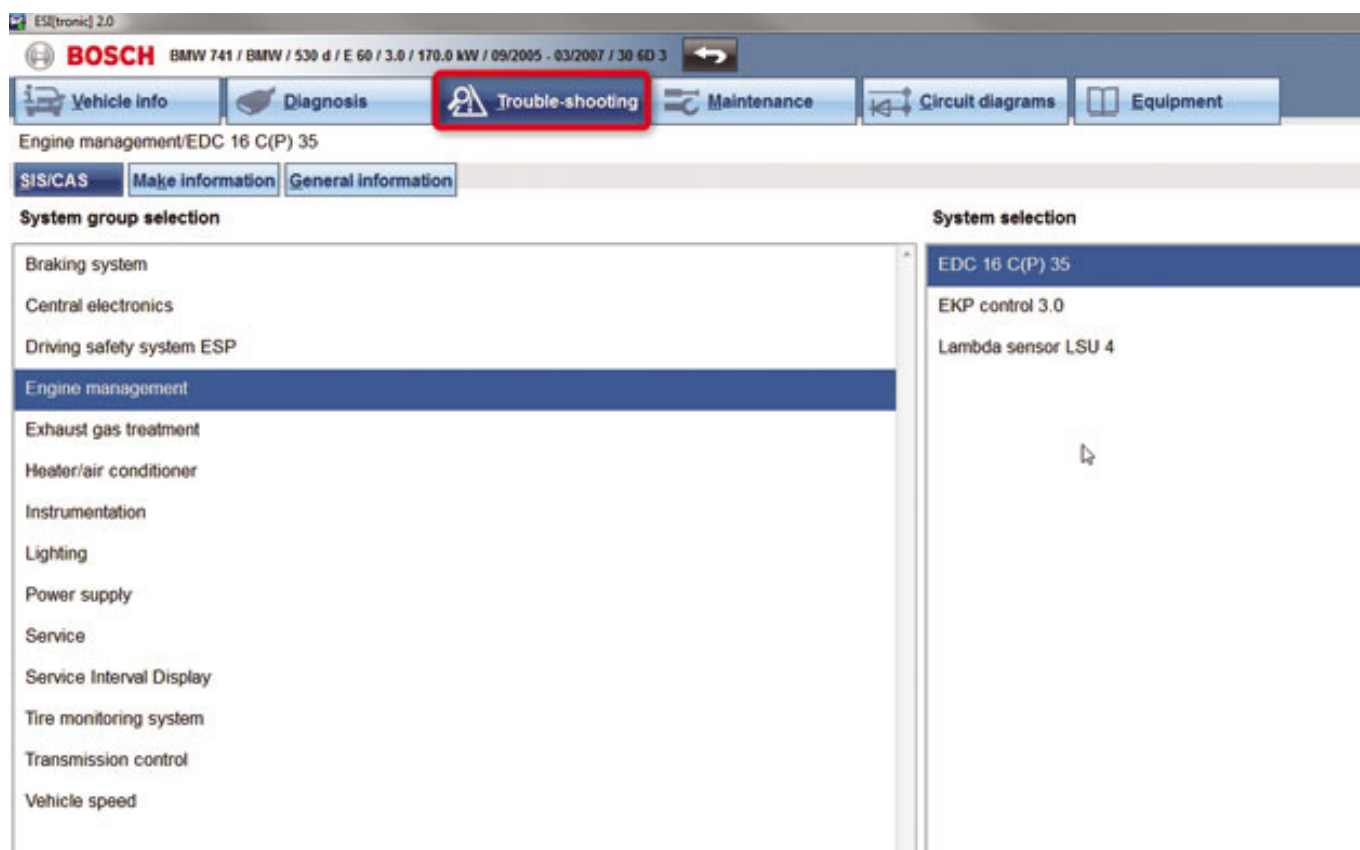 ESI[tronic] 2.0
BOSCH BMW 741 / BMW / 530 d / E 60 / 3.0 / 170.0 kW / 09/2005 - 03/2007 / 30 6D 3
Vehicle info Diagnosis Trouble-shooting Maintenance Circuit diagrams Equipment
Engine management/EDC 16 C(P) 35
SIS/CAS Make information General information
System group selection
System selection
Braking system
Central electronics
Driving safety system ESP
Engine management
Exhaust gas treatment
Heater/air conditioner
Instrumentation
Lighting
Power supply
Service
Service Interval Display
Tire monitoring system
Transmission control
Vehicle speed
EDC 16 C(P) 35
EKP control 3.0
Lambda sensor LSU 4